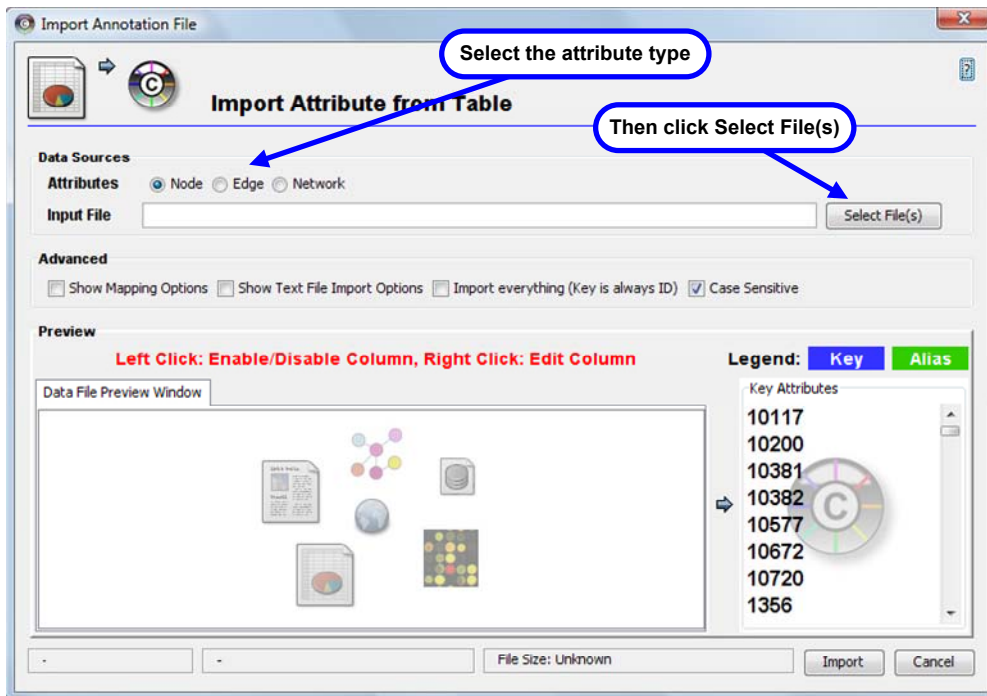 Import Annotation File
Select the attribute type
Import Attribute from Table
Then click Select File(s)
Data Sources
Attributes Node Edge Network
Input File Select File(s)
Advanced
Show Mapping Options Show Text File Import Options Import everything (Key is always ID) Case Sensitive
Preview
Left Click: Enable/Disable Column, Right Click: Edit Column Legend: Key Alias
Data File Preview Window
Key Attributes
10117
10200
10381
10382
10577
10672
10720
1356
C
- - File Size: Unknown Import Cancel